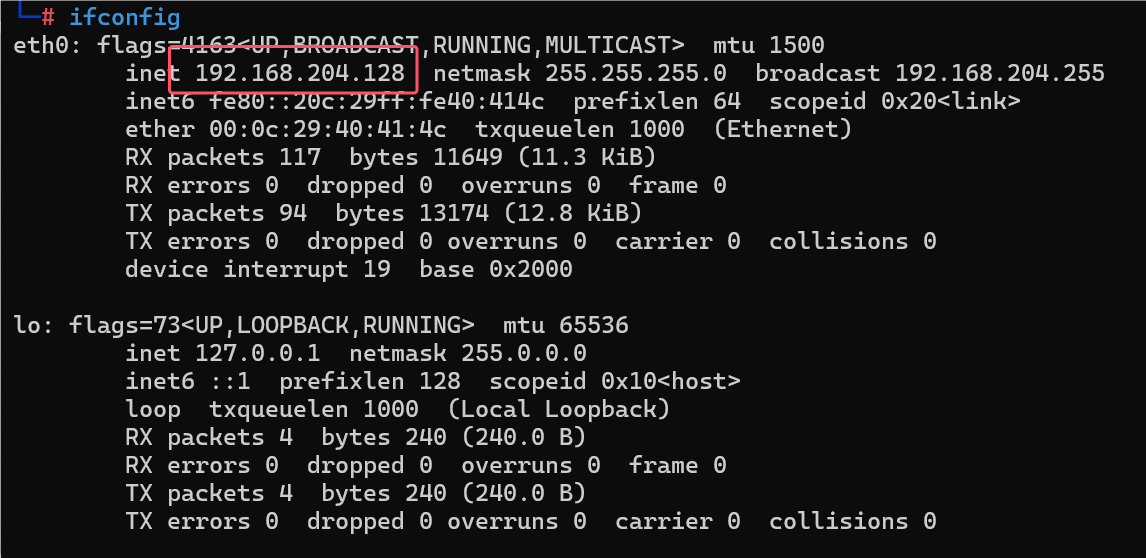 └─# ifconfig
eth0: flags=4163<UP,BROADCAST,RUNNING,MULTICAST>  mtu 1500
        inet 192.168.204.128  netmask 255.255.255.0  broadcast 192.168.204.255
        inet6 fe80::20c:29ff:fe40:414c  prefixlen 64  scopeid 0x20<link>
        ether 00:0c:29:40:41:4c  txqueuelen 1000  (Ethernet)
        RX packets 117  bytes 11649 (11.3 KiB)
        RX errors 0  dropped 0  overruns 0  frame 0
        TX packets 94  bytes 13174 (12.8 KiB)
        TX errors 0  dropped 0 overruns 0  carrier 0  collisions 0
        device interrupt 19  base 0x2000

lo: flags=73<UP,LOOPBACK,RUNNING>  mtu 65536
        inet 127.0.0.1  netmask 255.0.0.0
        inet6 ::1  prefixlen 128  scopeid 0x10<host>
        loop  txqueuelen 1000  (Local Loopback)
        RX packets 4  bytes 240 (240.0 B)
        RX errors 0  dropped 0  overruns 0  frame 0
        TX packets 4  bytes 240 (240.0 B)
        TX errors 0  dropped 0 overruns 0  carrier 0  collisions 0